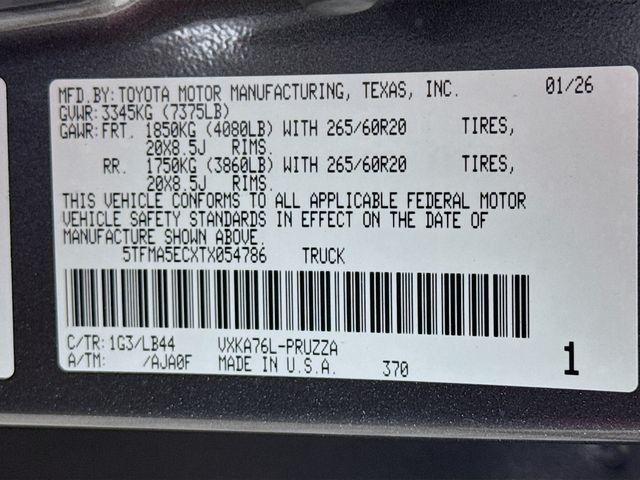 MFD.BY:TOYOTA MOTOR MANUFACTURING, TEXAS, INC. 01/26
GVWR:3345KG (7375LB)
GAWR:FRT. 1850KG (4080LB) WITH 265/60R20 TIRES,
20X8.5J RIMS.
RR. 1750KG (3860LB) WITH 265/60R20 TIRES,
20X8.5J RIMS.
THIS VEHICLE CONFORMS TO ALL APPLICABLE FEDERAL MOTOR
VEHICLE SAFETY STANDARDS IN EFFECT ON THE DATE OF
MANUFACTURE SHOWN ABOVE.
5TFMA5ECXTX054786 TRUCK
C/TR:1G3/LB44 VXKA76L-PRUZZA
A/TM: /AJA0F MADE IN U.S.A. 370 1